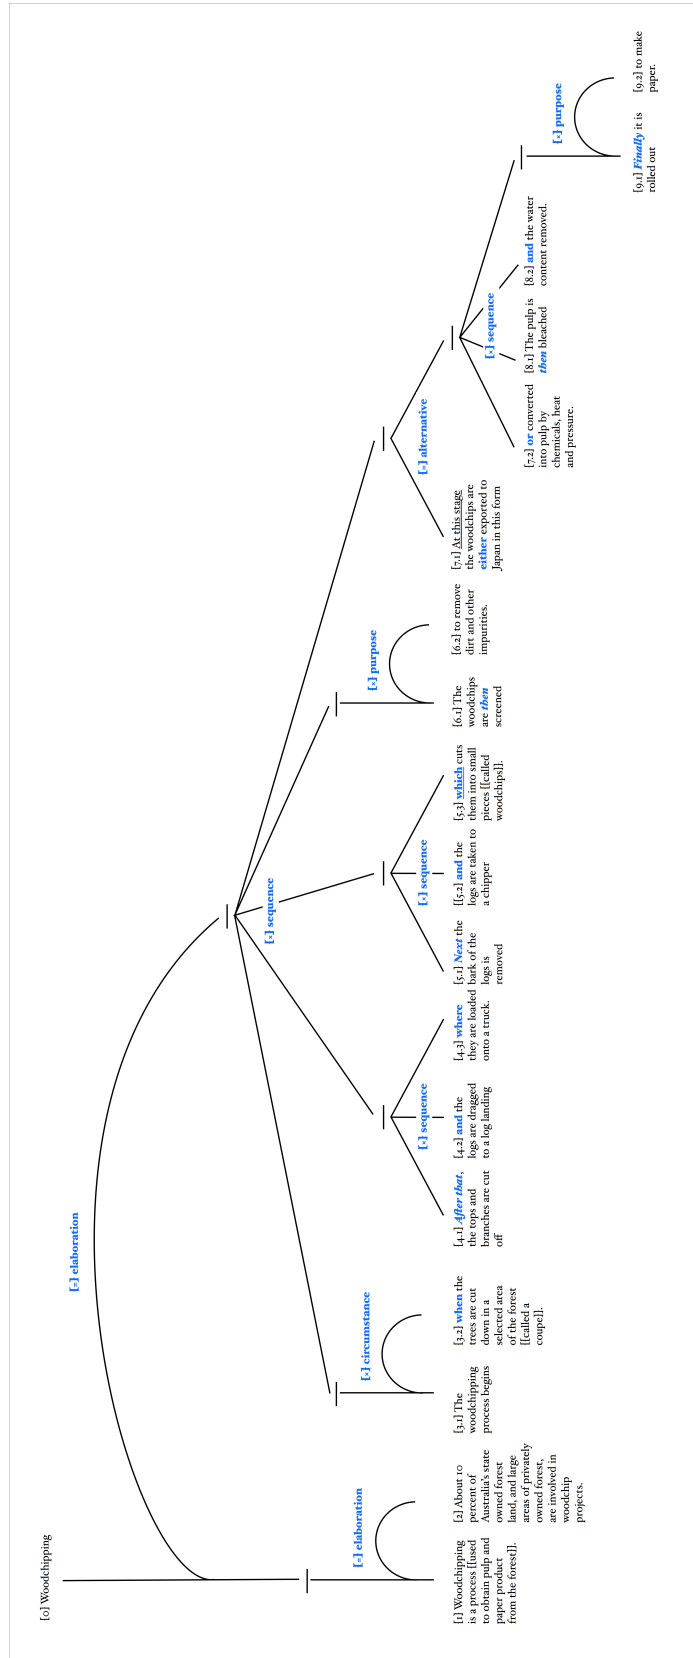 [0] Woodchipping
[=] elaboration
[=] elaboration
[1] Woodchipping
is a process [[used
to obtain pulp and
paper product
from the forest]].
[2] About 10
percent of
Australia's state
owned forest
land, and large
areas of privately
owned forest,
are involved in
woodchip
projects.
[×] sequence
[×] circumstance
[3.1] The
woodchipping
process begins
[3.2] when the
trees are cut
down in a
selected area
of the forest
[[called a
coupe]].
[×] sequence
[4.1] After that,
the tops and
branches are cut
off
[4.2] and the
logs are dragged
to a log landing
[4.3] where
they are loaded
onto a truck.
[×] sequence
[5.1] Next the
bark of the
logs is
removed
[[5.2] and the
logs are taken to
a chipper
[5.3] which cuts
them into small
pieces [[called
woodchips]].
[×] purpose
[6.1] The
woodchips
are then
screened
[6.2] to remove
dirt and other
impurities.
[=] alternative
[7.1] At this stage
the woodchips are
either exported to
Japan in this form
[×] sequence
[7.2] or converted
into pulp by
chemicals, heat
and pressure.
[8.1] The pulp is
then bleached
[8.2] and the water
content removed.
[×] purpose
[9.1] Finally it is
rolled out
[9.2] to make
paper.